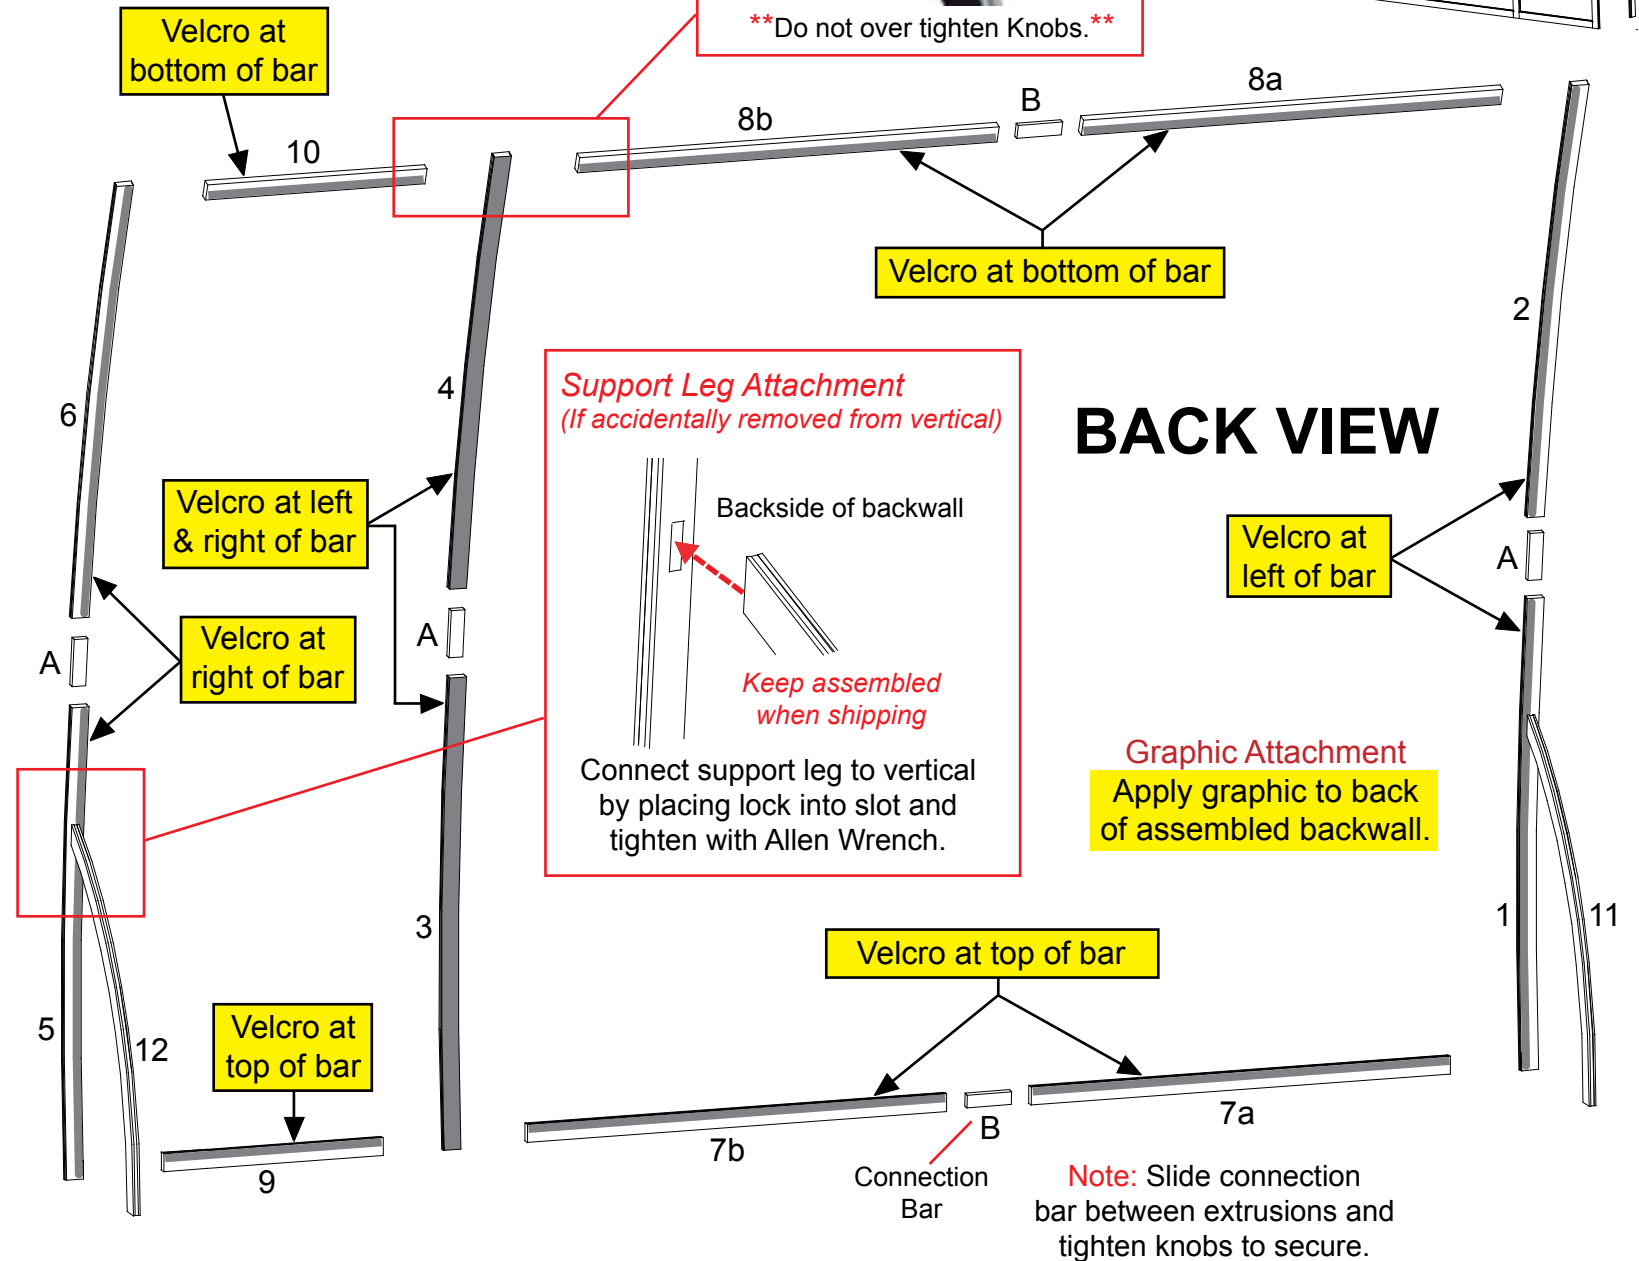 **Do not over tighten Knobs.**
Velcro at
bottom of bar
8a
B
8b
10
Velcro at bottom of bar
2
4
6
Support Leg Attachment
(If accidentally removed from vertical)
BACK VIEW
Backside of backwall
Velcro at left
& right of bar
Velcro at
left of bar
A
A
A
Velcro at
right of bar
Keep assembled
when shipping
Connect support leg to vertical
by placing lock into slot and
tighten with Allen Wrench.
Graphic Attachment
Apply graphic to back
of assembled backwall.
3
1
11
Velcro at top of bar
5
12
Velcro at
top of bar
9
7b
B
7a
Connection
Bar
Note: Slide connection
bar between extrusions and
tighten knobs to secure.